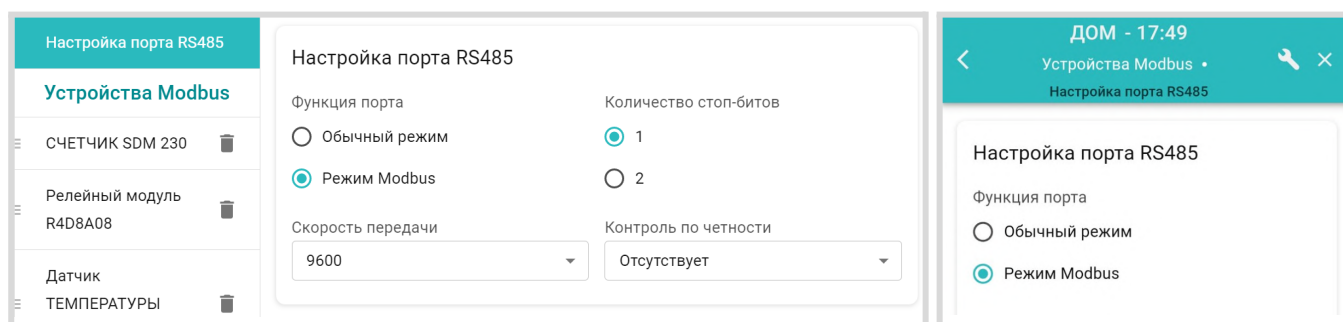 Настройка порта RS485
Устройства Modbus
СЧЕТЧИК SDM 230
Релейный модуль
R4D8A08
Датчик
ТЕМПЕРАТУРЫ
Настройка порта RS485
Функция порта
Количество стоп-битов
Обычный режим
1
Режим Modbus
2
Скорость передачи
Контроль по четности
9600
Отсутствует
ДОМ - 17:49
Устройства Modbus •
Настройка порта RS485
Настройка порта RS485
Функция порта
Обычный режим
Режим Modbus